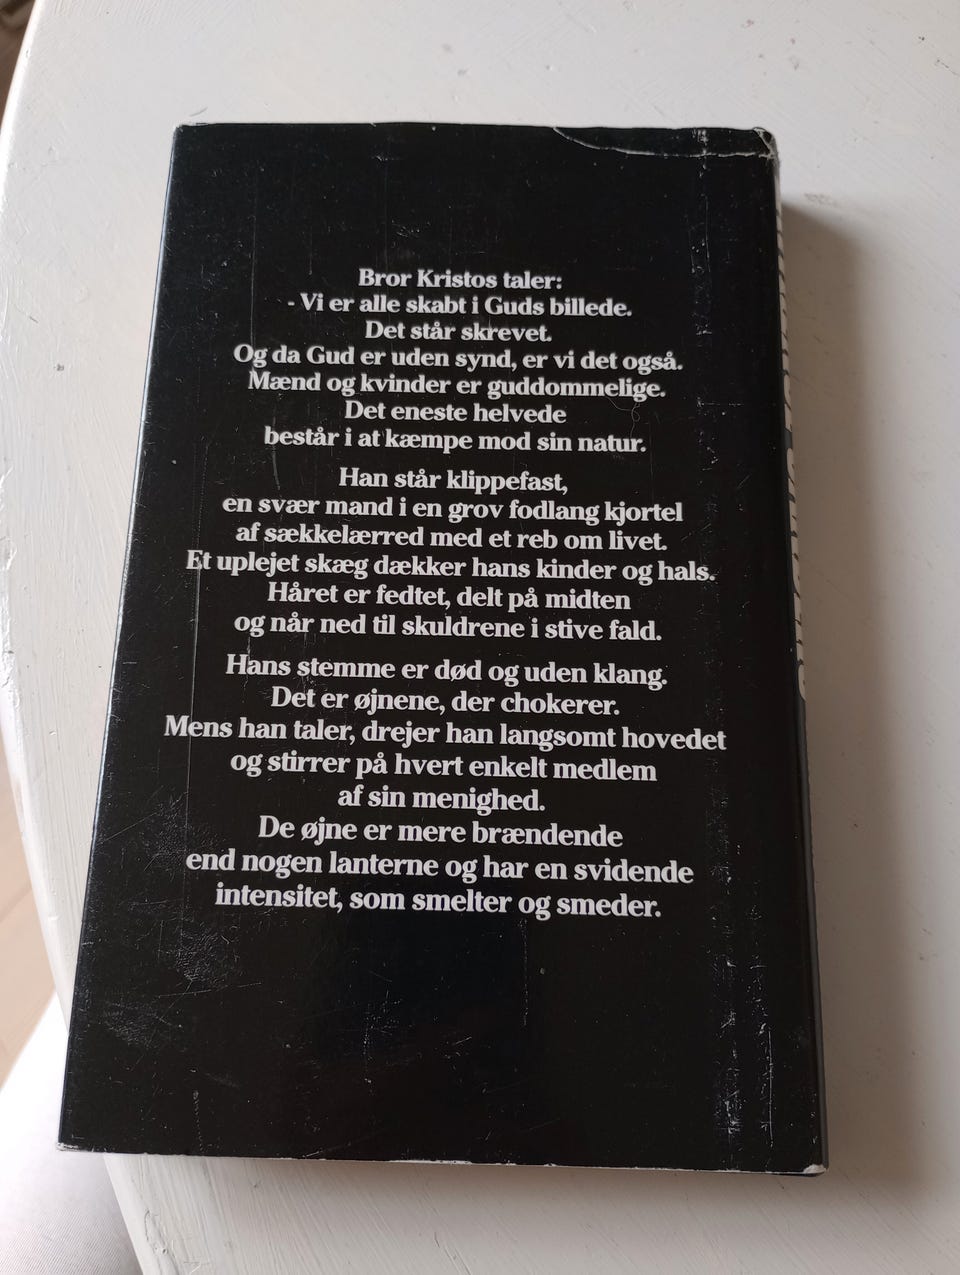 Bror Kristos taler:
- Vi er alle skabt i Guds billede.
Det står skrevet.
Og da Gud er uden synd, er vi det også.
Mænd og kvinder er guddommelige.
Det eneste helvede
består i at kæmpe mod sin natur.
Han står klippefast,
en svær mand i en grov fodlang kjortel
af sækkelærred med et reb om livet.
Et uplejet skæg dækker hans kinder og hals.
Håret er fedtet, delt på midten
og når ned til skuldrene i stive fald.
Hans stemme er død og uden klang.
Det er øjnene, der chokerer.
Mens han taler, drejer han langsomt hovedet
og stirrer på hvert enkelt medlem
af sin menighed.
De øjne er mere brændende
end nogen lanterne og har en svidende
intensitet, som smelter og smeder.